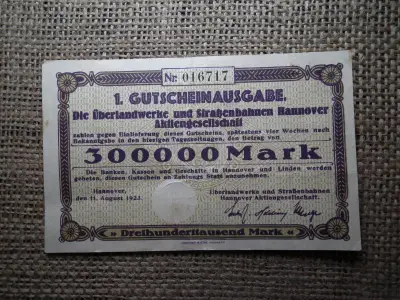 Nr. 016717
1. GUTSCHEINAUSGABE.
Die Überlandwerke und Straßenbahnen Hannover
Aktiengesellschaft
zahlen gegen Einlieferung dieses Gutscheins, spätestens vier Wochen nach
Bekanntgabe in den hiesigen Tageszeitungen, den Betrag von
300000 Mark
Die Banken, Kassen und Geschäfte in Hannover und Linden werden
gebeten, diesen Gutschein an Zahlungs Statt anzunehmen.
Hannover,
den 11. August 1923.
Überlandwerke und Straßenbahnen
Hannover Aktiengesellschaft.
Dreihunderttausend Mark